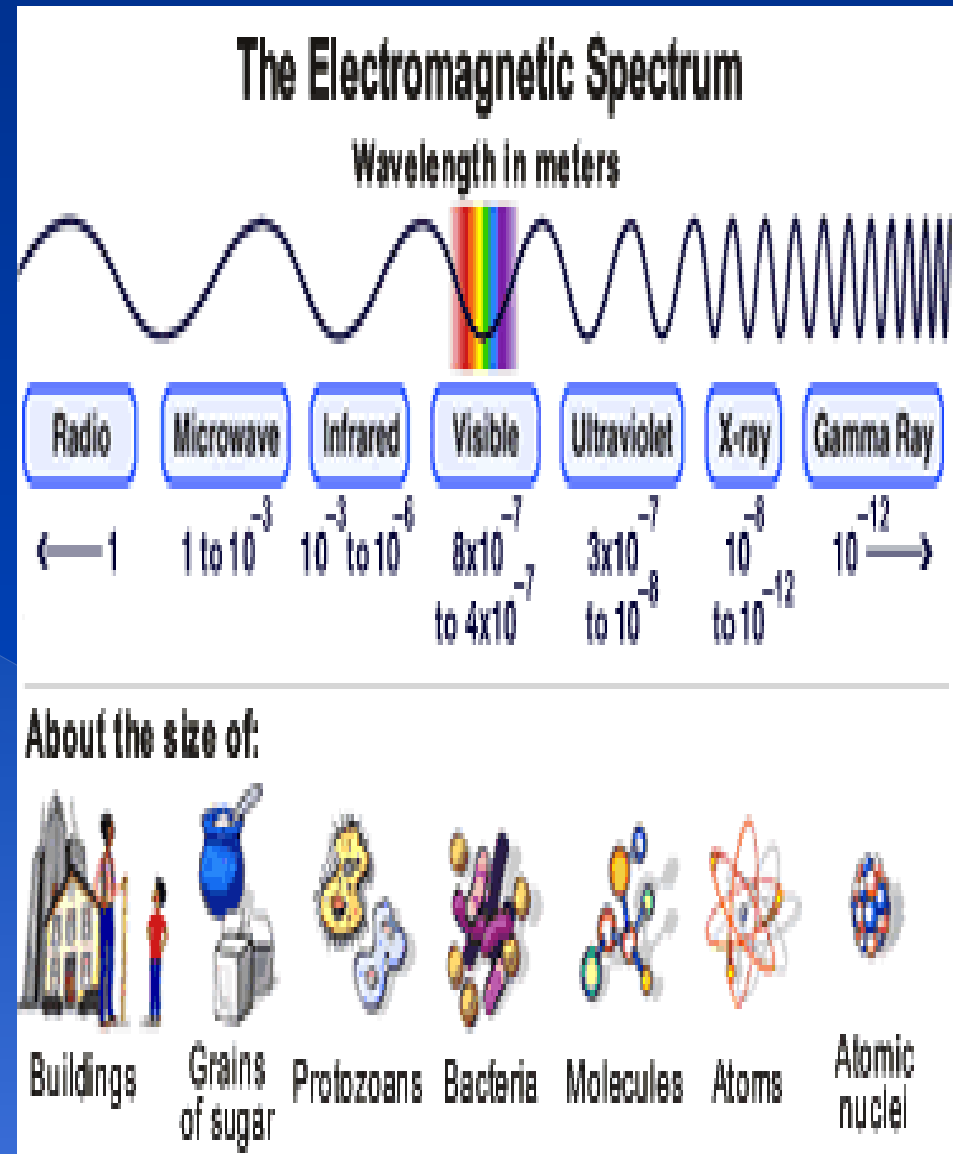 The Electromagnetic Spectrum
Wavelength in meters
Radio Microwave Infrared Visible Ultraviolet X-ray Gamma Ray
← 1 1 to 10⁻³ 10⁻³ to 10⁻⁶ 8x10⁻⁷ 3x10⁻⁷ 10⁻⁸ 10⁻¹² →
to 4x10⁻⁷ to 10⁻⁸ to 10⁻¹²
About the size of:
Buildings Grains Protozoans Bacteria Molecules Atoms Atomic
of sugar nuclei